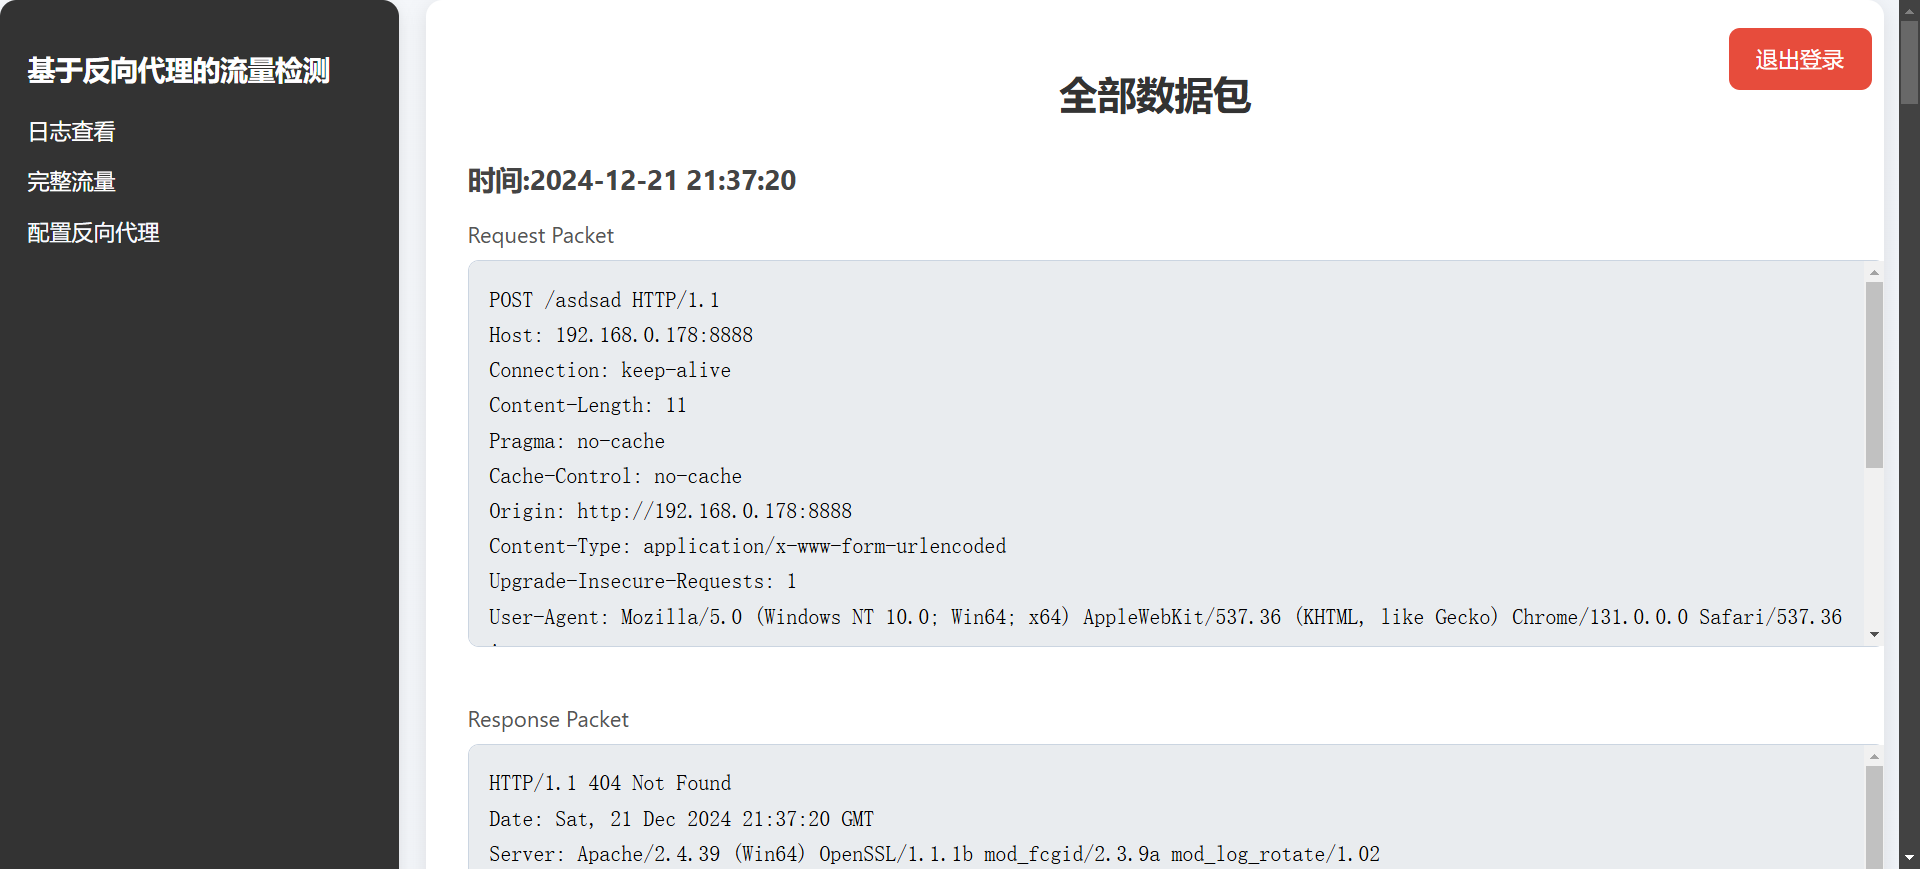 基于反向代理的流量检测
日志查看
完整流量
配置反向代理
退出登录
全部数据包
时间:2024-12-21 21:37:20
Request Packet
POST /asdsad HTTP/1.1
Host: 192.168.0.178:8888
Connection: keep-alive
Content-Length: 11
Pragma: no-cache
Cache-Control: no-cache
Origin: http://192.168.0.178:8888
Content-Type: application/x-www-form-urlencoded
Upgrade-Insecure-Requests: 1
User-Agent: Mozilla/5.0 (Windows NT 10.0; Win64; x64) AppleWebKit/537.36 (KHTML, like Gecko) Chrome/131.0.0.0 Safari/537.36
Response Packet
HTTP/1.1 404 Not Found
Date: Sat, 21 Dec 2024 21:37:20 GMT
Server: Apache/2.4.39 (Win64) OpenSSL/1.1.1b mod_fcgid/2.3.9a mod_log_rotate/1.02